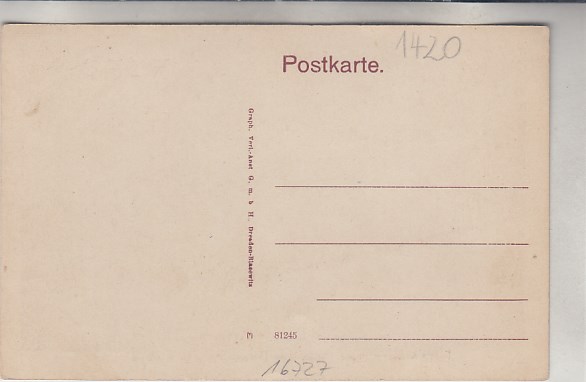 1420
Postkarte.
Graph. Verl.-Anst G. m. b H., Dresden-Blasewitz
E 81245
16727